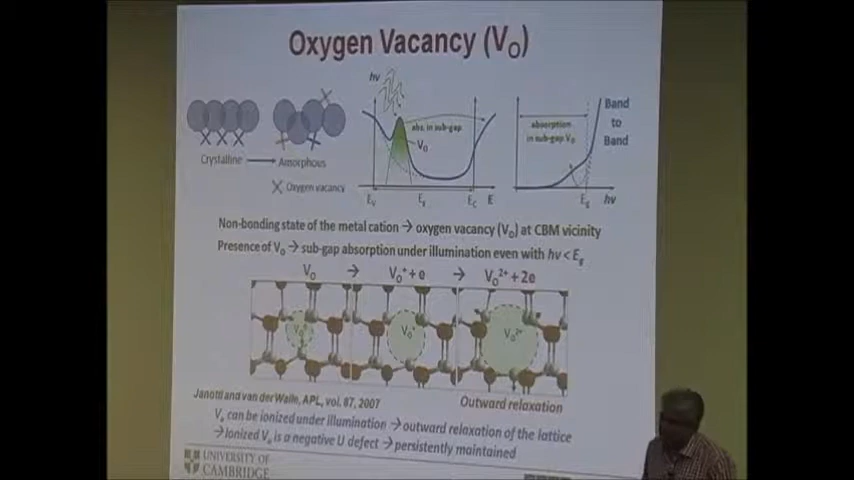 Oxygen Vacancy (VO)
hν
abs. in sub-gap
VO
EV
Eg
EC
E
absorption
in sub-gap VO
Band
to
Band
Eg
hν
Crystalline → Amorphous
Oxygen vacancy
Non-bonding state of the metal cation → oxygen vacancy (VO) at CBM vicinity
Presence of VO → sub-gap absorption under illumination even with hν < Eg
VO → VO+ + e → VO2+ + 2e
VO
VO+
VO2+
Janotti and van der Walle, APL, vol. 87, 2007
Outward relaxation
Vo can be ionized under illumination → outward relaxation of the lattice
→ Ionized Vo is a negative U defect → persistently maintained
UNIVERSITY OF
CAMBRIDGE